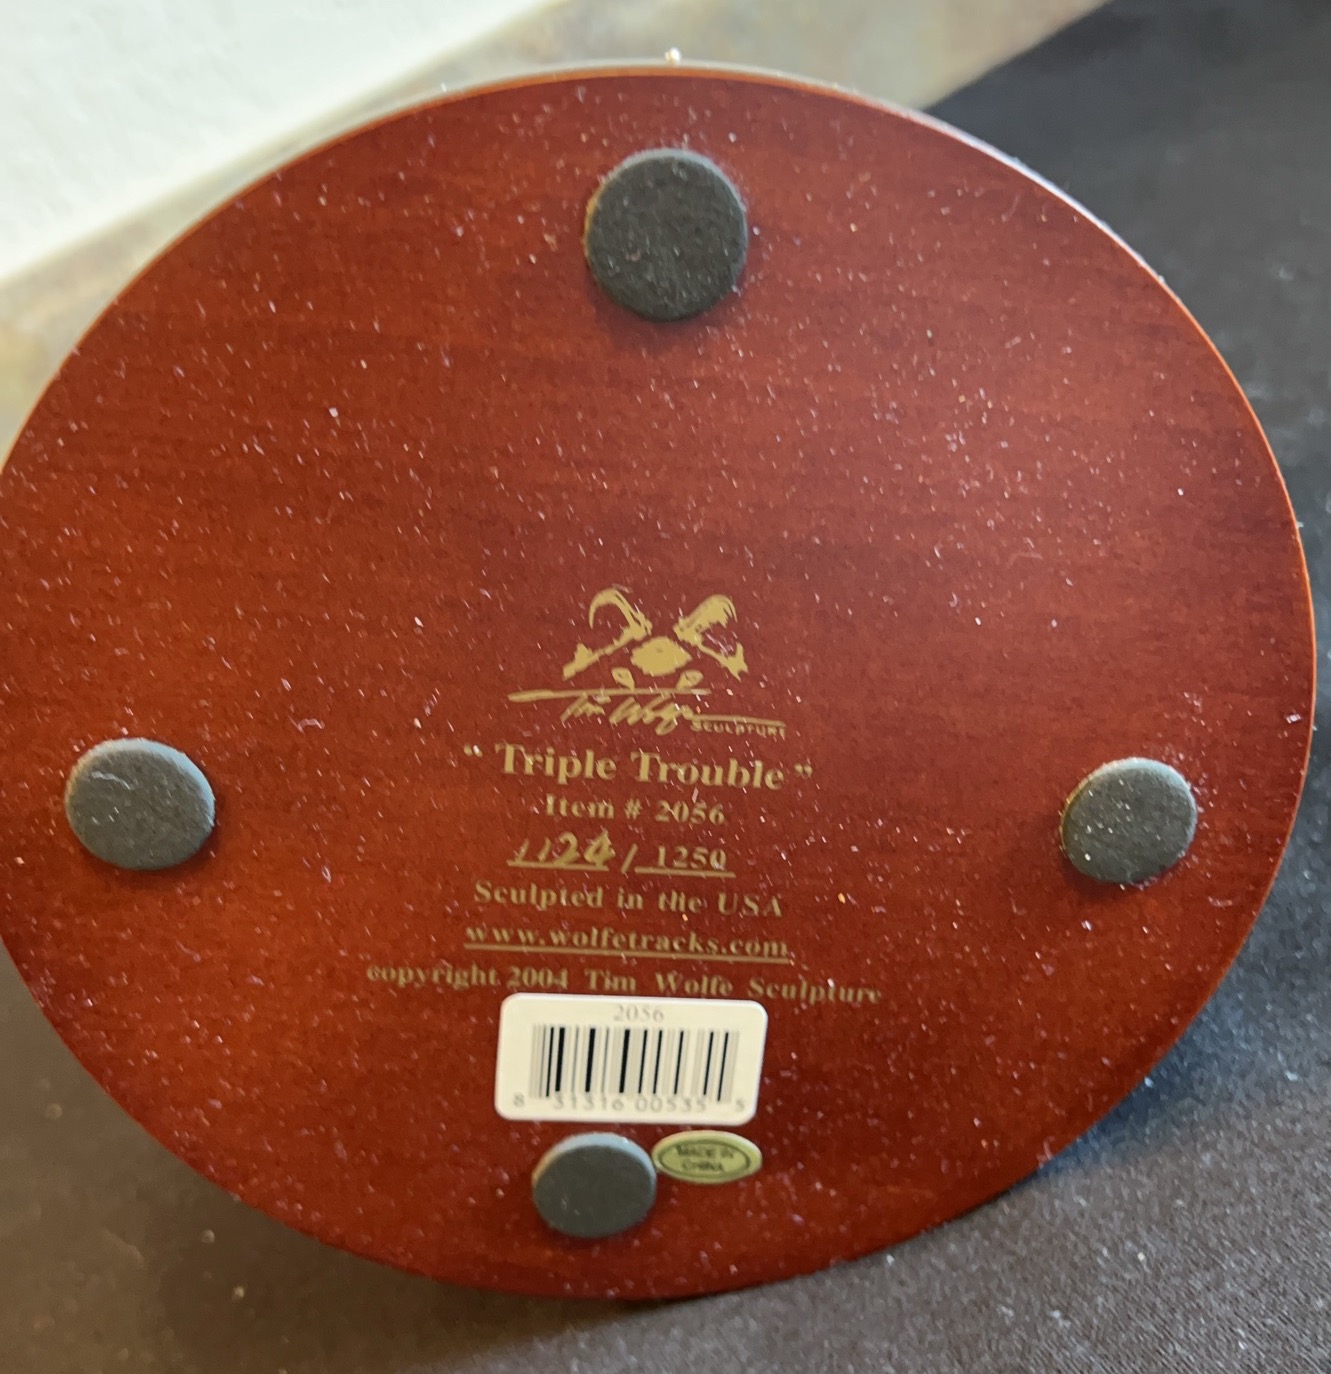 Tim Wolfe
SCULPTURE
“ Triple Trouble ”
Item # 2056
1124 / 1250
Sculpted in the USA
www.wolfetracks.com
copyright 2004 Tim Wolfe Sculpture
2056
8 31316 00535 5
MADE IN
CHINA